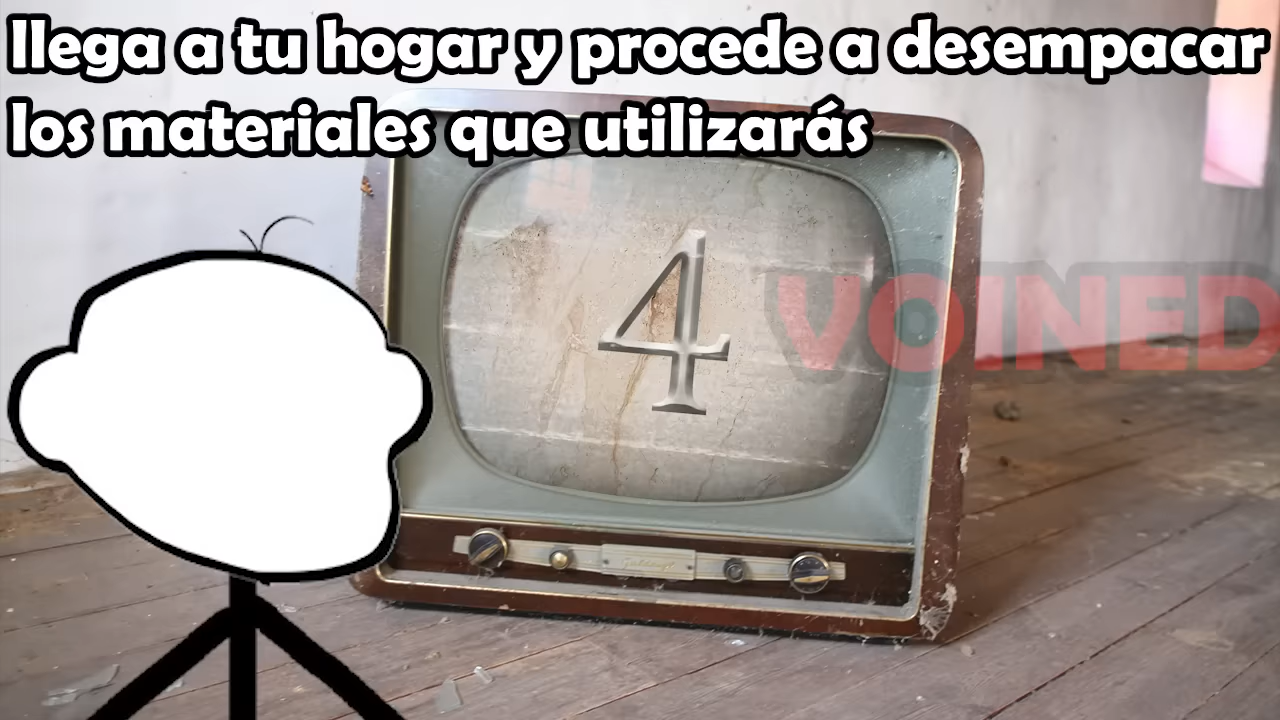 llega a tu hogar y procede a desempacar
los materiales que utilizarás
4
VOINED